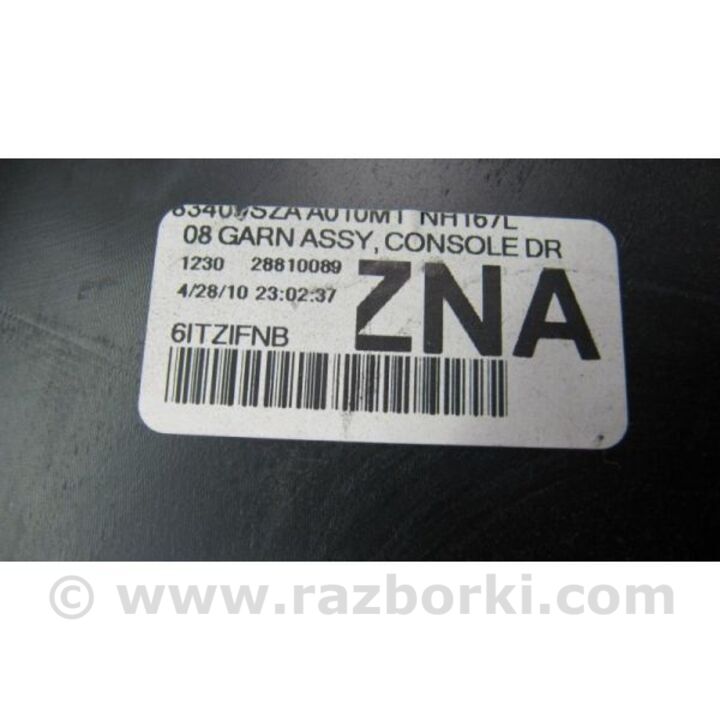 SZA A010M1 NH167L
08 GARN ASSY, CONSOLE DR
1230 28810089
4/28/10 23:02:37
ZNA
6ITZIFNB
© www.razborki.com